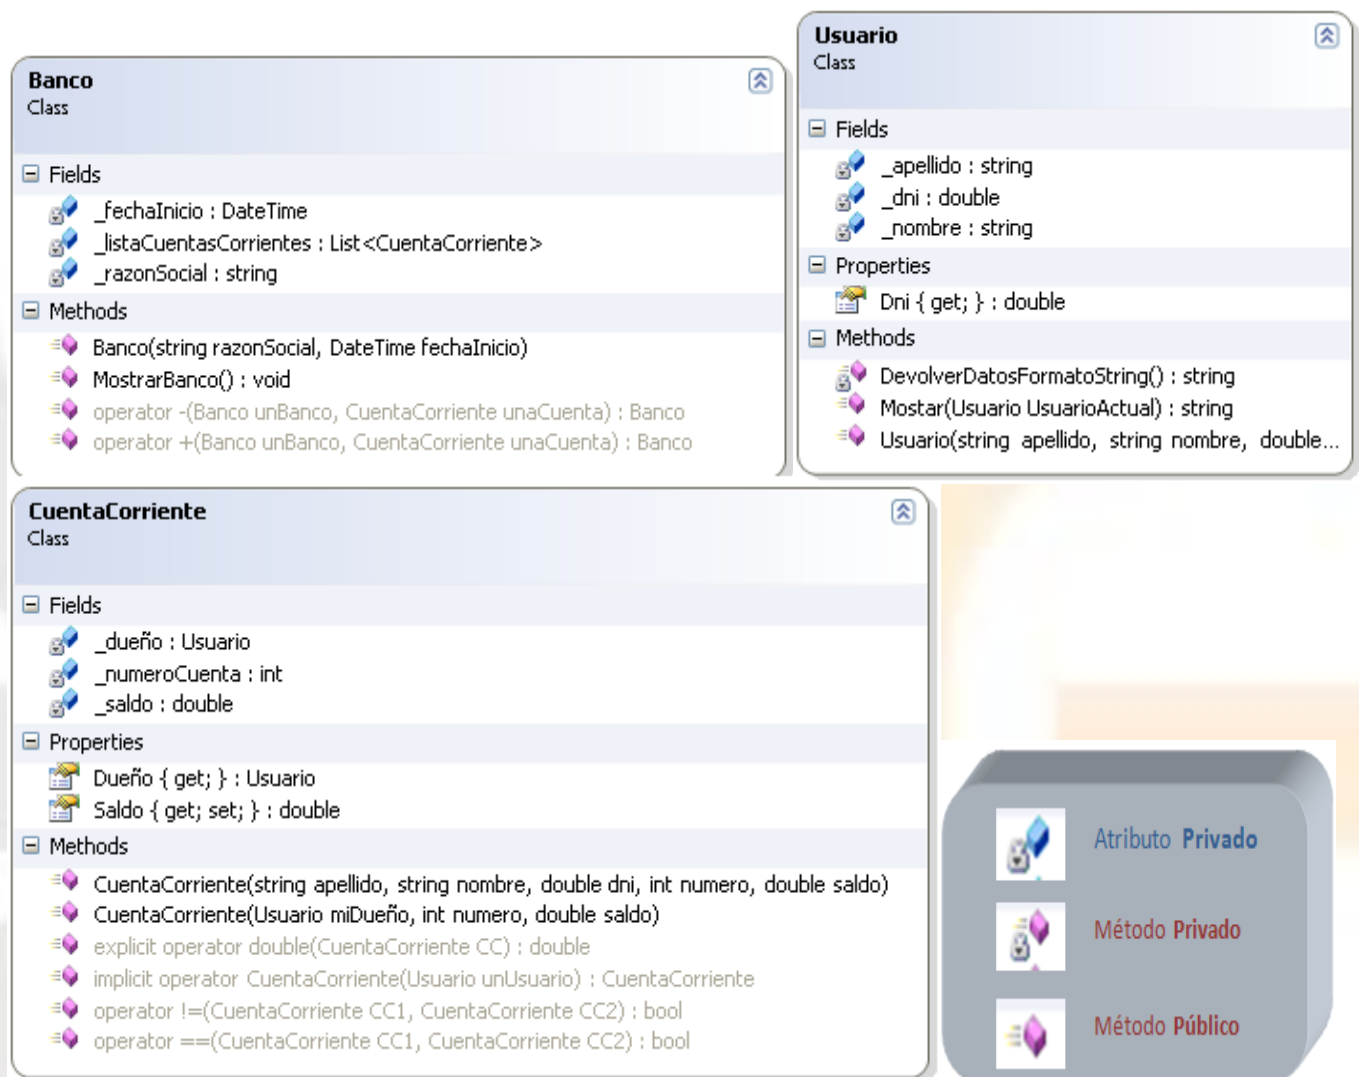 Banco
Class
Fields
_fechaInicio : DateTime
_listaCuentasCorrientes : List<CuentaCorriente>
_razonSocial : string
Methods
Banco(string razonSocial, DateTime fechaInicio)
MostrarBanco() : void
operator -(Banco unBanco, CuentaCorriente unaCuenta) : Banco
operator +(Banco unBanco, CuentaCorriente unaCuenta) : Banco
Usuario
Class
Fields
_apellido : string
_dni : double
_nombre : string
Properties
Dni { get; } : double
Methods
DevolverDatosFormatoString() : string
Mostar(Usuario UsuarioActual) : string
Usuario(string apellido, string nombre, double...
CuentaCorriente
Class
Fields
_dueño : Usuario
_numeroCuenta : int
_saldo : double
Properties
Dueño { get; } : Usuario
Saldo { get; set; } : double
Methods
CuentaCorriente(string apellido, string nombre, double dni, int numero, double saldo)
CuentaCorriente(Usuario miDueño, int numero, double saldo)
explicit operator double(CuentaCorriente CC) : double
implicit operator CuentaCorriente(Usuario unUsuario) : CuentaCorriente
operator !=(CuentaCorriente CC1, CuentaCorriente CC2) : bool
operator ==(CuentaCorriente CC1, CuentaCorriente CC2) : bool
Atributo Privado
Método Privado
Método Público